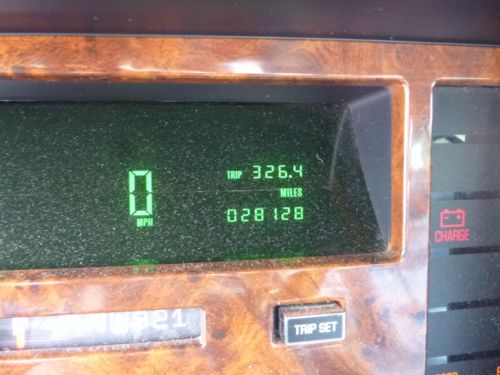 TRIP 326.4
0 MILES
MPH 028128
CHARGE
TRIP SET